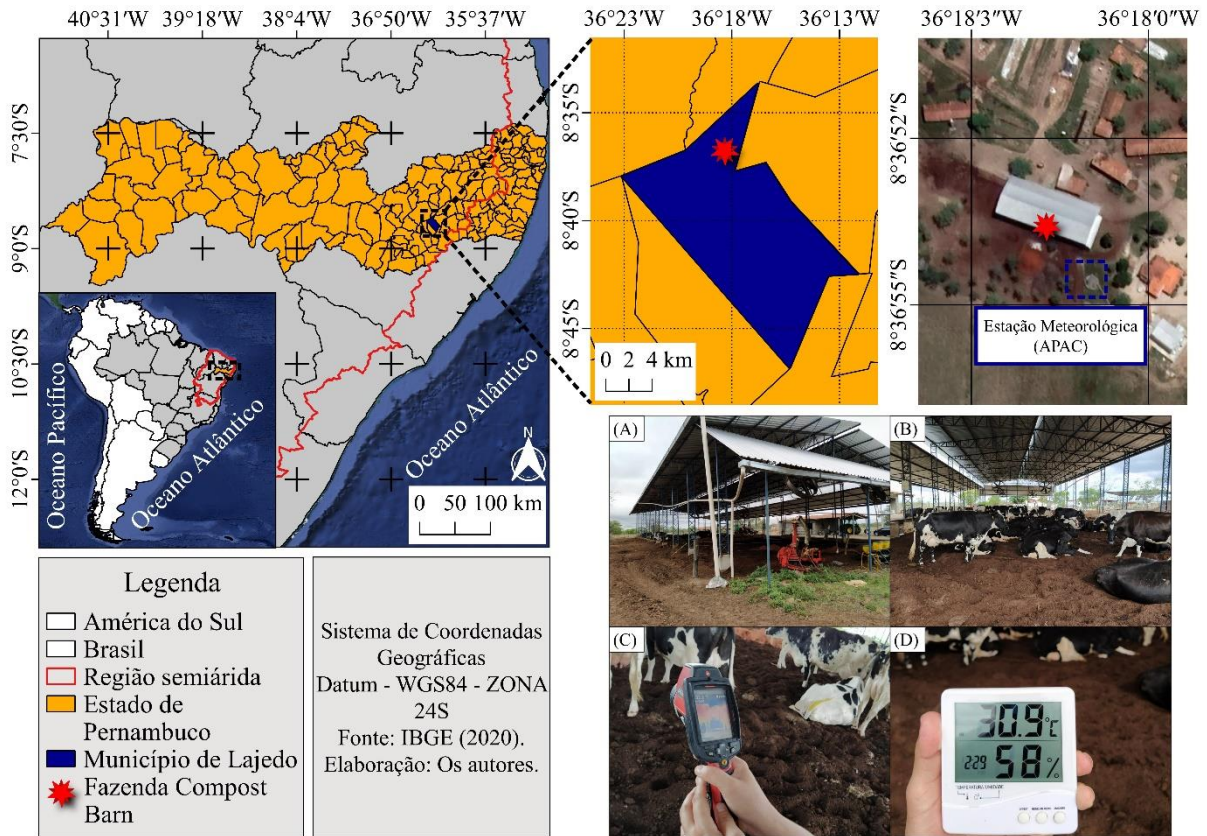 40°31'W 39°18'W 38°4'W 36°50'W 35°37'W
36°23'W 36°18'W 36°13'W
36°18'3"W 36°18'0"W
7°30'S
9°0'S
10°30'S
12°0'S
Oceano Pacífico
Oceano Atlântico
Oceano Atlântico
N
0 50 100 km
8°35'S
8°40'S
8°45'S
0 2 4 km
8°36'52"S
8°36'55"S
Estação Meteorológica
(APAC)
Legenda
América do Sul
Brasil
Região semiárida
Estado de
Pernambuco
Município de Lajedo
Fazenda Compost
Barn
Sistema de Coordenadas
Geográficas
Datum - WGS84 - ZONA
24S
Fonte: IBGE (2020).
Elaboração: Os autores.
(A)
(B)
(C)
(D)
30.9°C
2:29 58%